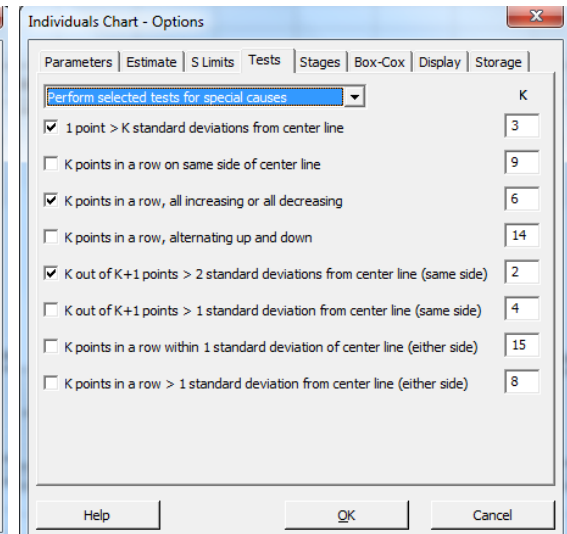 Individuals Chart - Options
x
Parameters Estimate S Limits Tests Stages Box-Cox Display Storage
Perform selected tests for special causes K
1 point > K standard deviations from center line 3
K points in a row on same side of center line 9
K points in a row, all increasing or all decreasing 6
K points in a row, alternating up and down 14
K out of K+1 points > 2 standard deviations from center line (same side) 2
K out of K+1 points > 1 standard deviation from center line (same side) 4
K points in a row within 1 standard deviation of center line (either side) 15
K points in a row > 1 standard deviation from center line (either side) 8
Help OK Cancel